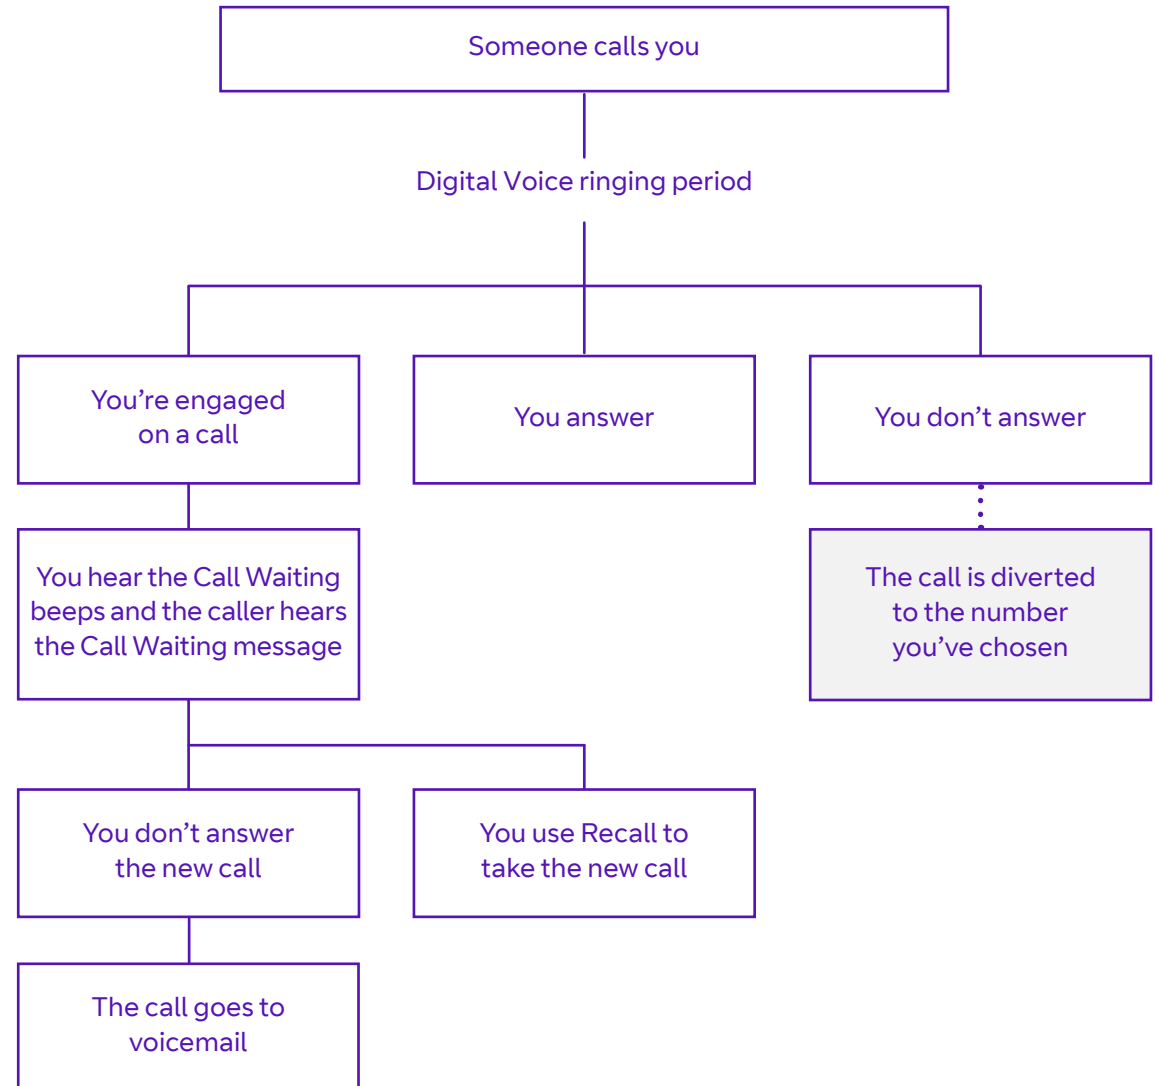 Someone calls you
Digital Voice ringing period
You’re engaged
on a call
You answer
You don’t answer
You hear the Call Waiting
beeps and the caller hears
the Call Waiting message
The call is diverted
to the number
you’ve chosen
You don’t answer
the new call
You use Recall to
take the new call
The call goes to
voicemail